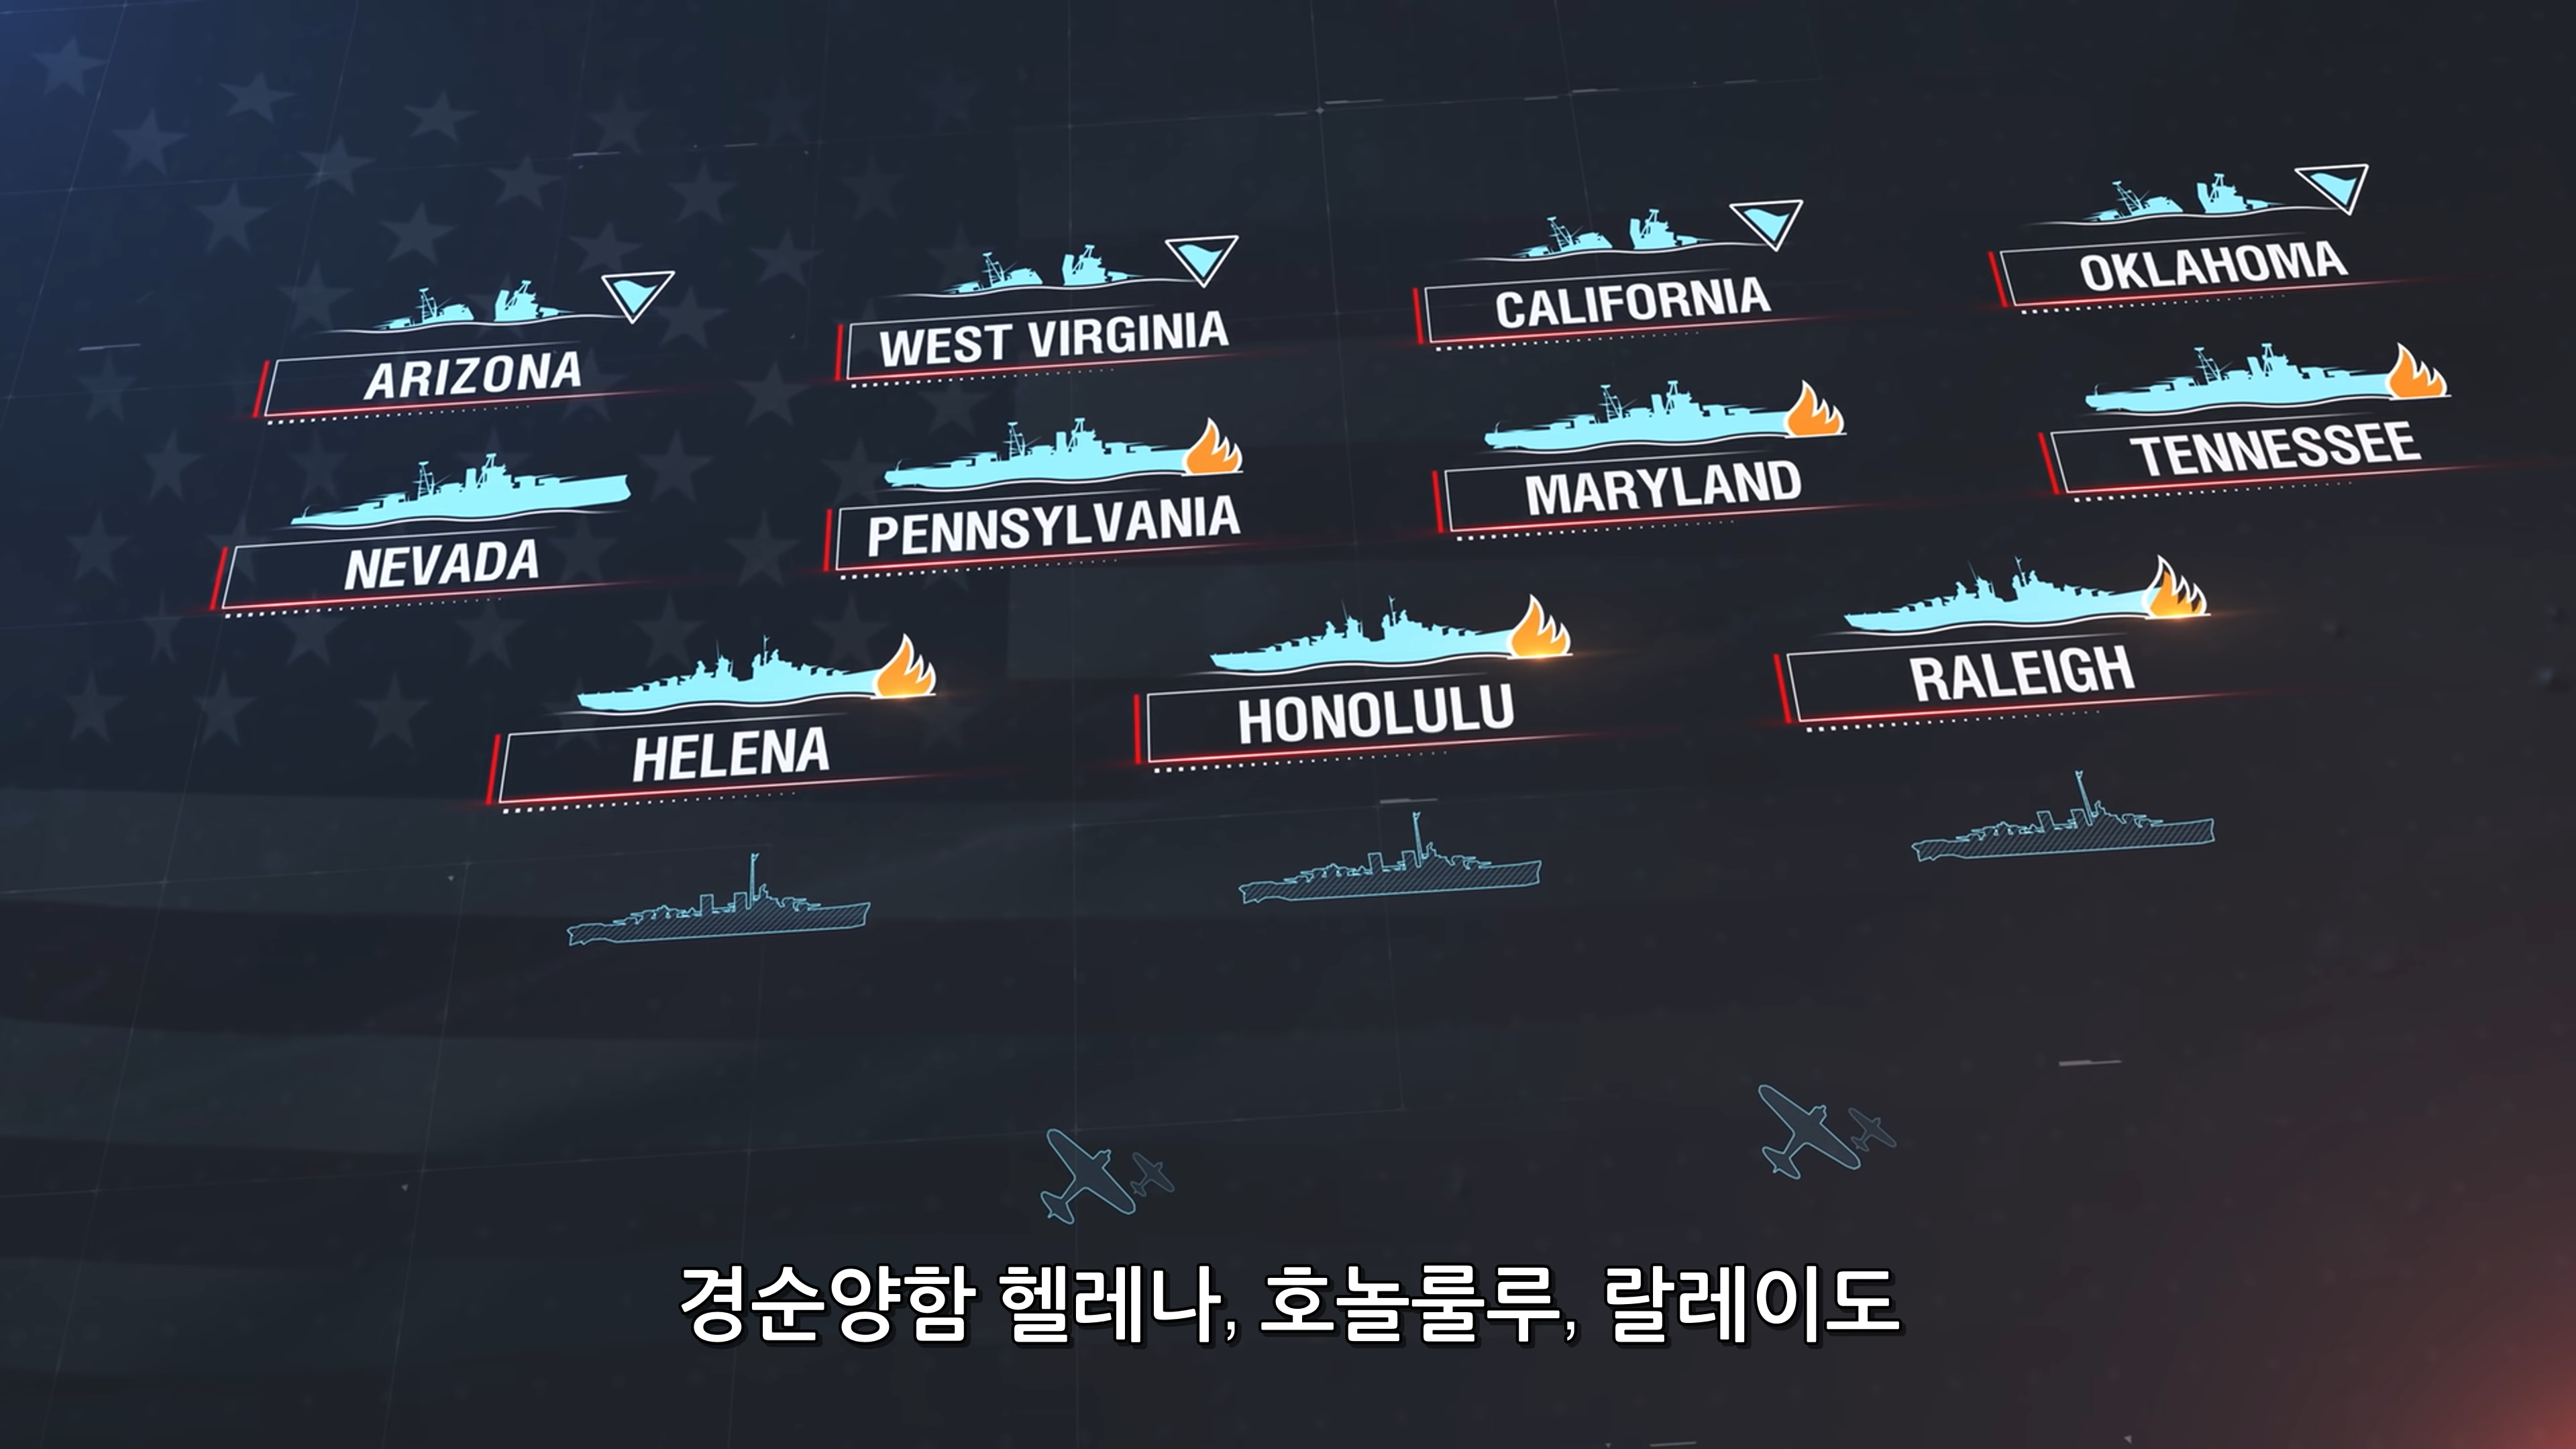 ARIZONA
WEST VIRGINIA
CALIFORNIA
OKLAHOMA
NEVADA
PENNSYLVANIA
MARYLAND
TENNESSEE
HELENA
HONOLULU
RALEIGH
경순양함 헬레나, 호놀룰루, 랄레이도